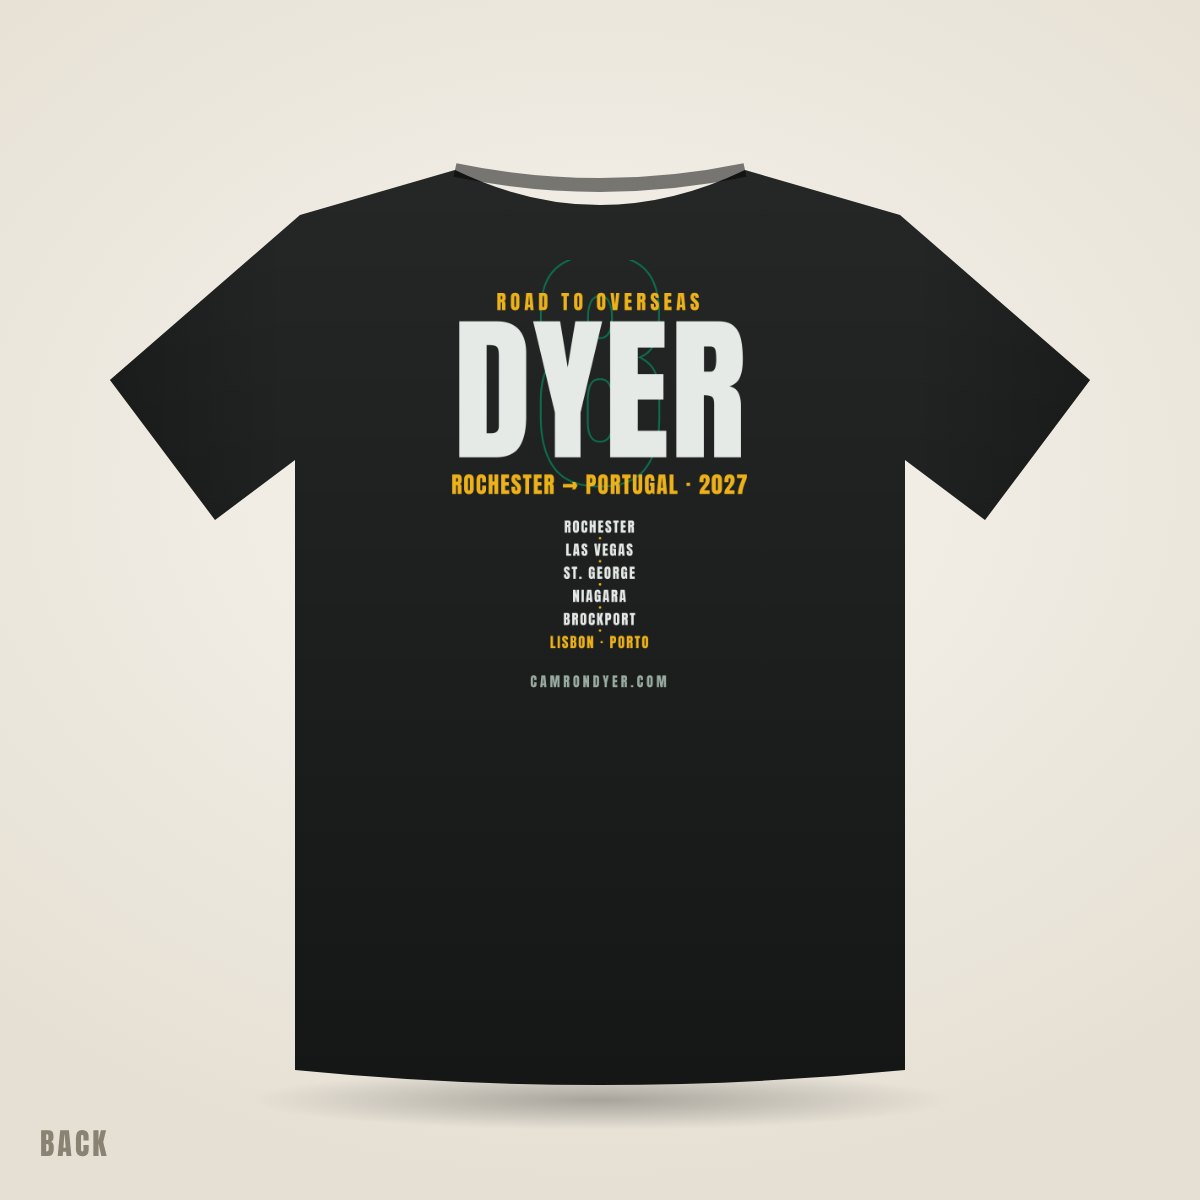 ROAD TO OVERSEAS
8
DYER
ROCHESTER → PORTUGAL · 2027
ROCHESTER
LAS VEGAS
ST. GEORGE
NIAGARA
BROCKPORT
LISBON · PORTO
CAMRONDYER.COM
BACK